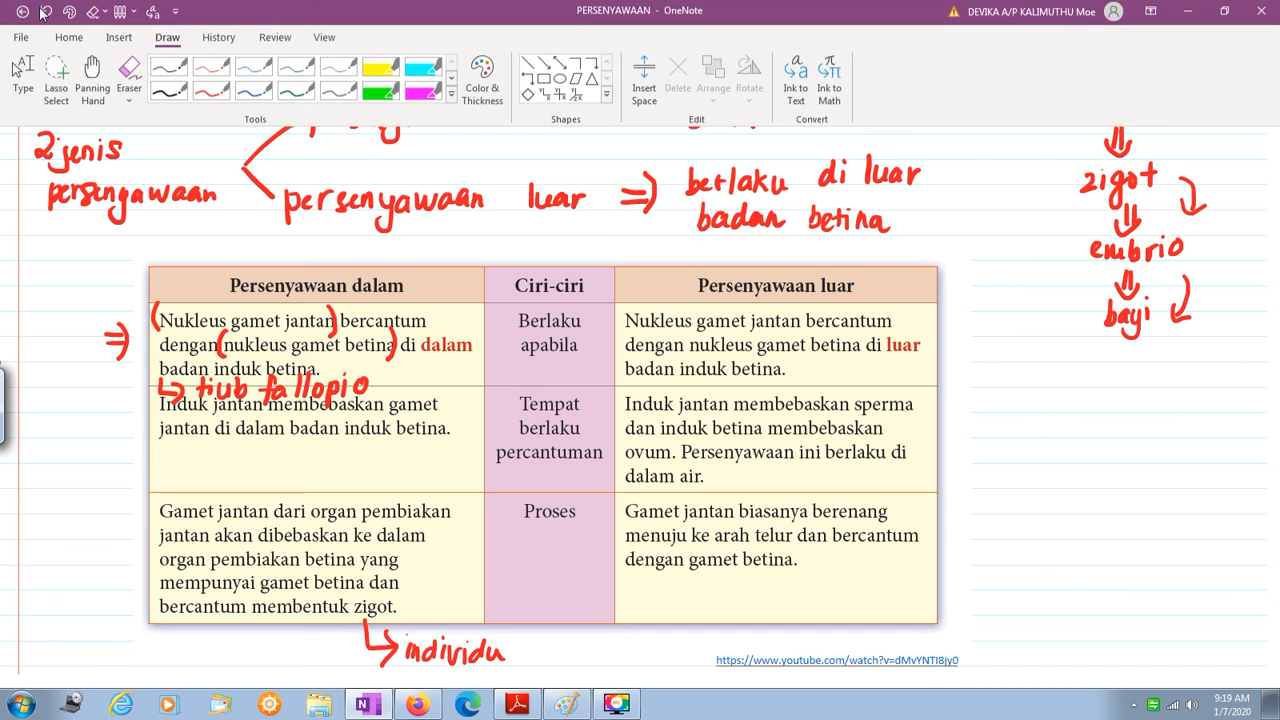 PERSENYAWAAN - OneNote
DEVIKA A/P KALIMUTHU Moe
File Home Insert Draw History Review View
Type Lasso Select Panning Hand Eraser Color & Thickness Insert Space Delete Arrange Rotate Ink to Text Ink to Math
Tools Shapes Edit Convert
2 jenis
persenyawaan
persenyawaan luar ⇒ berlaku di luar
badan betina
zigot
embrio
bayi
Persenyawaan dalam
Ciri-ciri
Persenyawaan luar
Nukleus gamet jantan bercantum
dengan nukleus gamet betina di dalam
badan induk betina.
tiub fallopio
Berlaku
apabila
Nukleus gamet jantan bercantum
dengan nukleus gamet betina di luar
badan induk betina.
Induk jantan membebaskan gamet
jantan di dalam badan induk betina.
Tempat
berlaku
percantuman
Induk jantan membebaskan sperma
dan induk betina membebaskan
ovum. Persenyawaan ini berlaku di
dalam air.
Gamet jantan dari organ pembiakan
jantan akan dibebaskan ke dalam
organ pembiakan betina yang
mempunyai gamet betina dan
bercantum membentuk zigot.
Proses
Gamet jantan biasanya berenang
menuju ke arah telur dan bercantum
dengan gamet betina.
individu
https://www.youtube.com/watch?v=dMvYNTI8jy0
9:19 AM
1/7/2020